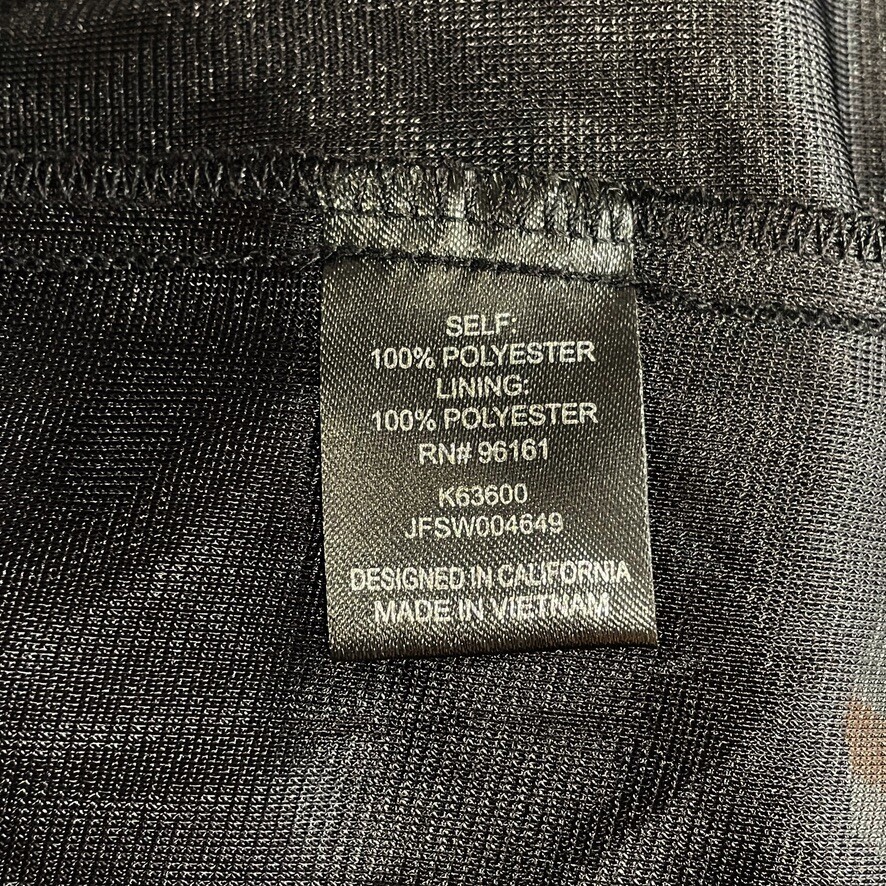 SELF:
100% POLYESTER
LINING:
100% POLYESTER
RN# 96161
K63600
JFSW004649
DESIGNED IN CALIFORNIA
MADE IN VIETNAM